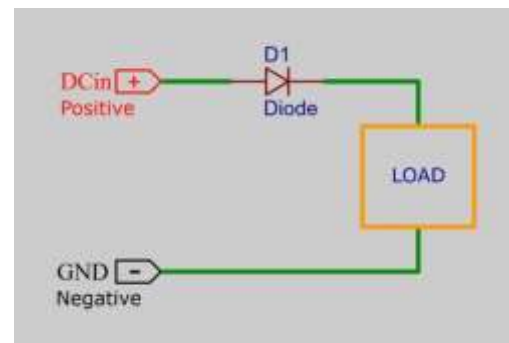 D1
DCin +
Positive
Diode
LOAD
GND -
Negative